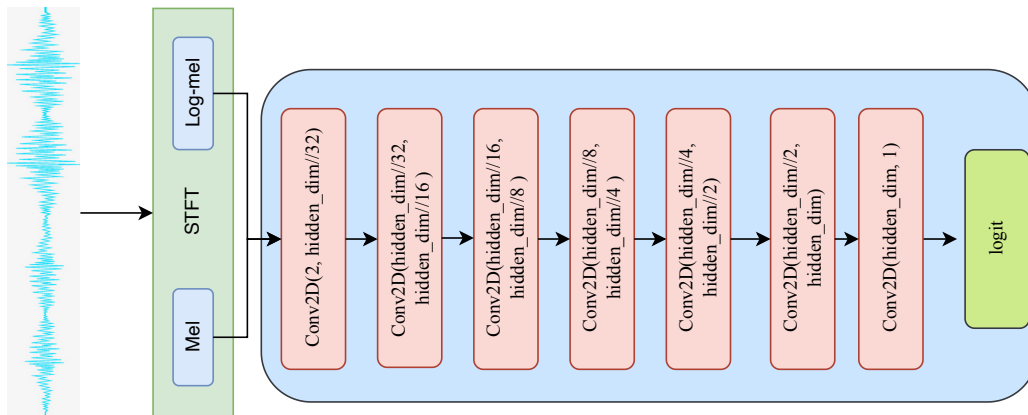 Log-mel
STFT
Mel
Conv2D(2, hidden_dim//32)
Conv2D(hidden_dim//32,
hidden_dim//16 )
Conv2D(hidden_dim//16,
hidden_dim//8 )
Conv2D(hidden_dim//8,
hidden_dim//4 )
Conv2D(hidden_dim//4,
hidden_dim//2)
Conv2D(hidden_dim//2,
hidden_dim)
Conv2D(hidden_dim, 1)
logit